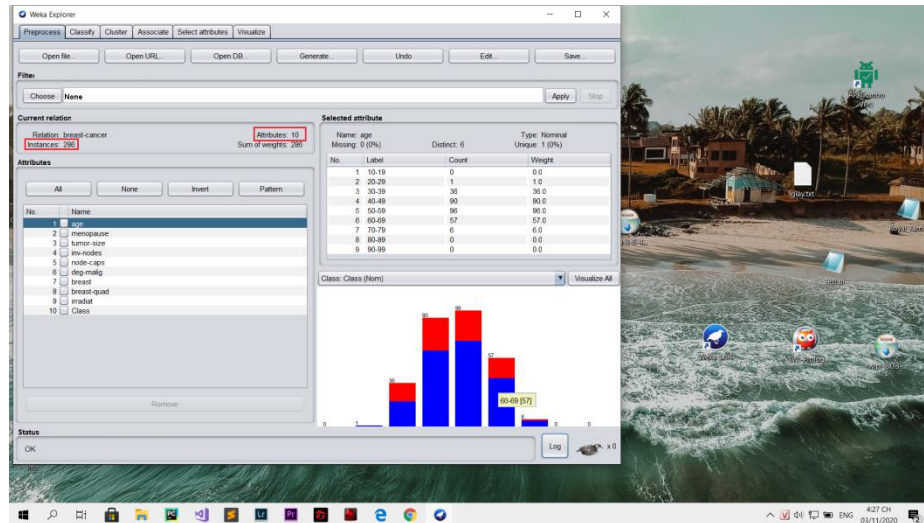 Weka Explorer
Preprocess Classify Cluster Associate Select attributes Visualize
Open file... Open URL... Open DB... Generate... Undo Edit... Save...
Filter
Choose None Apply Stop
Current relation
Relation: breast-cancer Attributes: 10
Instances: 286 Sum of weights: 286
Attributes
All None Invert Pattern
No. Name
1 age
2 menopause
3 tumor-size
4 inv-nodes
5 node-caps
6 deg-malig
7 breast
8 breast-quad
9 irradiat
10 Class
Remove
Selected attribute
Name: age Type: Nominal
Missing: 0 (0%) Distinct: 6 Unique: 1 (0%)
No. Label Count Weight
1 10-19 0 0.0
2 20-29 1 1.0
3 30-39 36 36.0
4 40-49 90 90.0
5 50-59 96 96.0
6 60-69 57 57.0
7 70-79 6 6.0
8 80-89 0 0.0
9 90-99 0 0.0
Class: Class (Nom) Visualize All
0 1 36 90 96 57 6 0 0
60-69 [57]
Status
OK
Log x 0
ENG
4:27 CH
03/11/2020